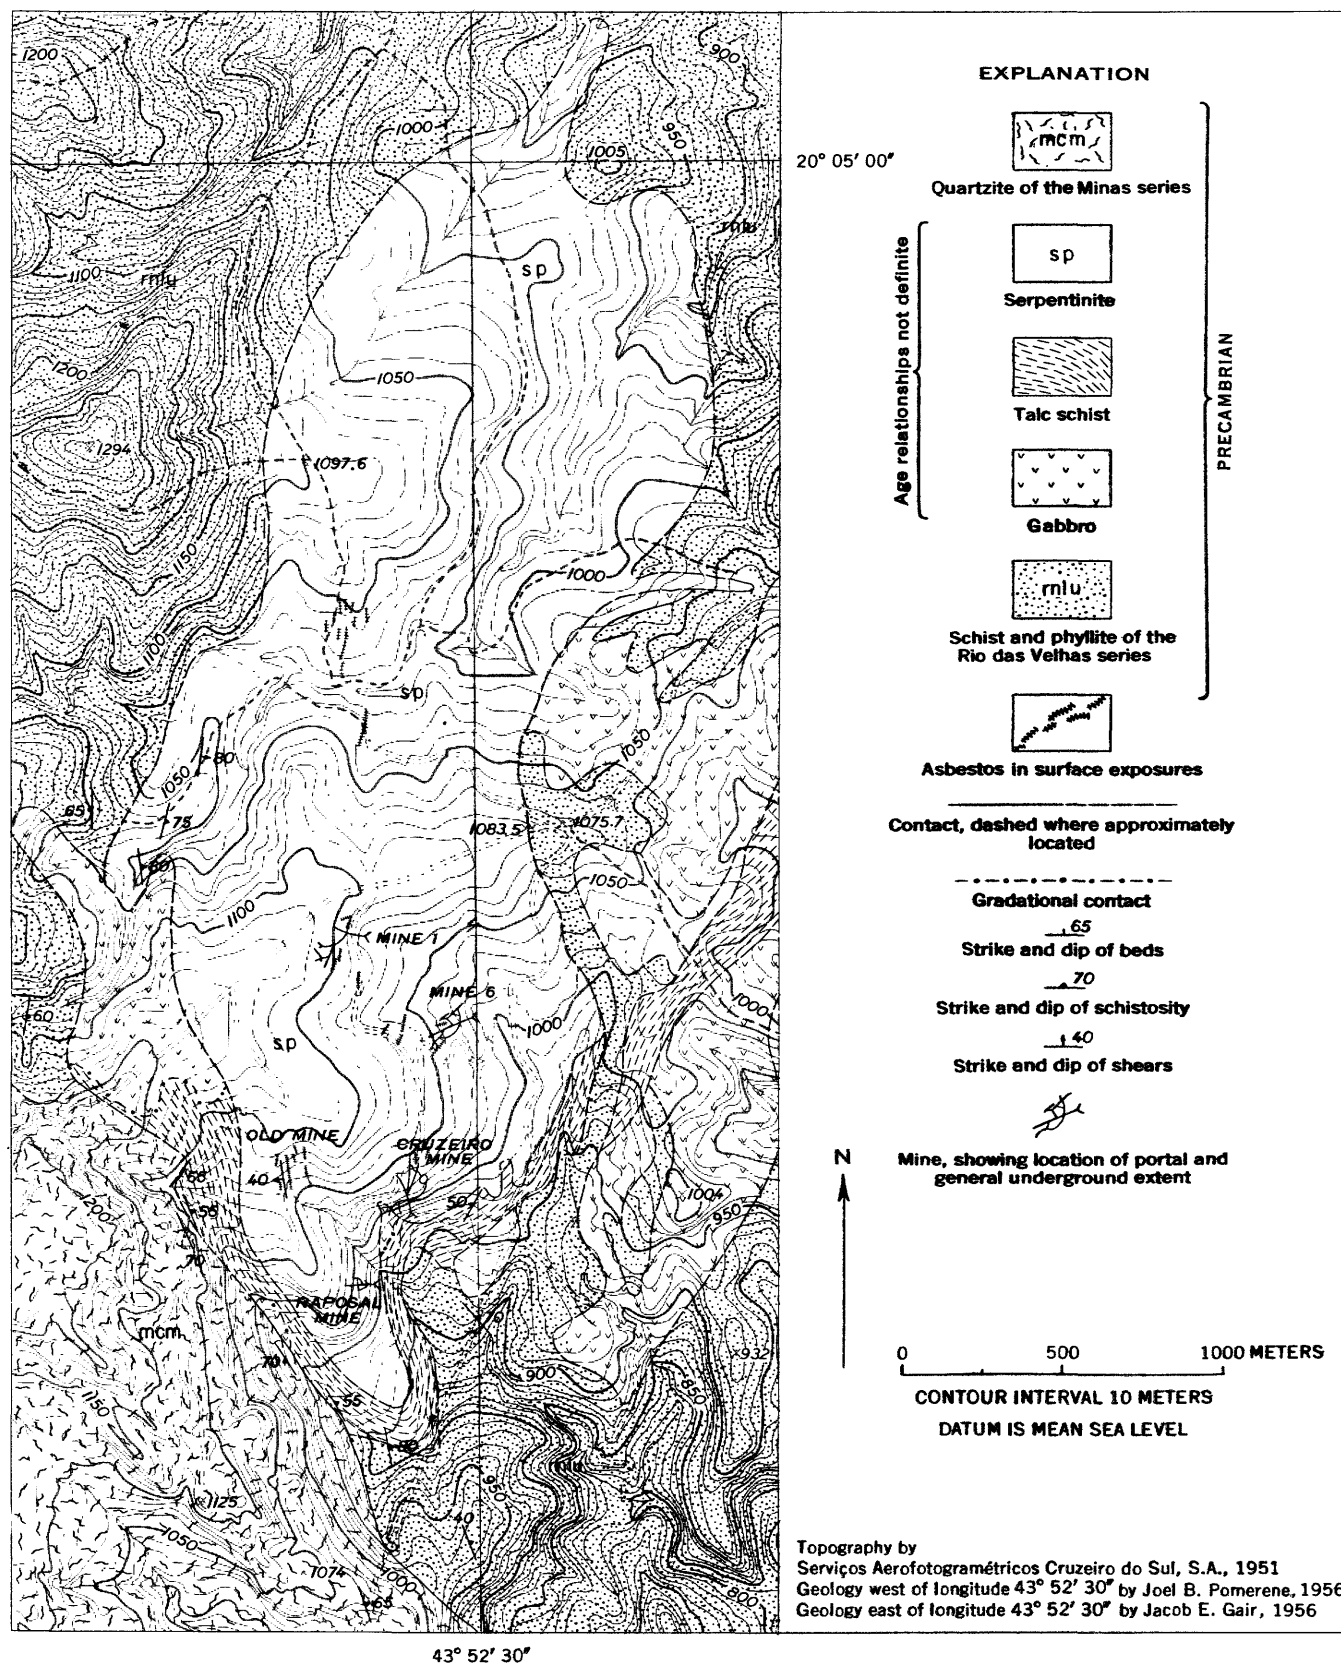 1200
900
1000
950
1005
rnlu
sp
1100
rnlu
1200
1050
1294
1097.6
1150
1000
1100
sp
1050
1050
80
65
75
1083.5
1075.7
80
1050
1100
MINE 1
MINE 6
1000
1000
60
sp
OLD MINE
CRUZEIRO
MINE
40
50
1004
950
1200
55
70
RAPOSAL
MINE
70
mcm
932
70
900
850
55
1150
950
1125
40
1050
1074
1000
65
800
20° 05' 00"
43° 52' 30"
EXPLANATION
mcm
Quartzite of the Minas series
sp
Serpentinite
Talc schist
Gabbro
Age relationships not definite
rnlu
Schist and phyllite of the
Rio das Velhas series
PRECAMBRIAN
Asbestos in surface exposures
Contact, dashed where approximately
located
Gradational contact
65
Strike and dip of beds
70
Strike and dip of schistosity
40
Strike and dip of shears
Mine, showing location of portal and
general underground extent
N
0 500 1000 METERS
CONTOUR INTERVAL 10 METERS
DATUM IS MEAN SEA LEVEL
Topography by
Serviços Aerofotogramétricos Cruzeiro do Sul, S.A., 1951
Geology west of longitude 43° 52' 30" by Joel B. Pomerene, 1956
Geology east of longitude 43° 52' 30" by Jacob E. Gair, 1956